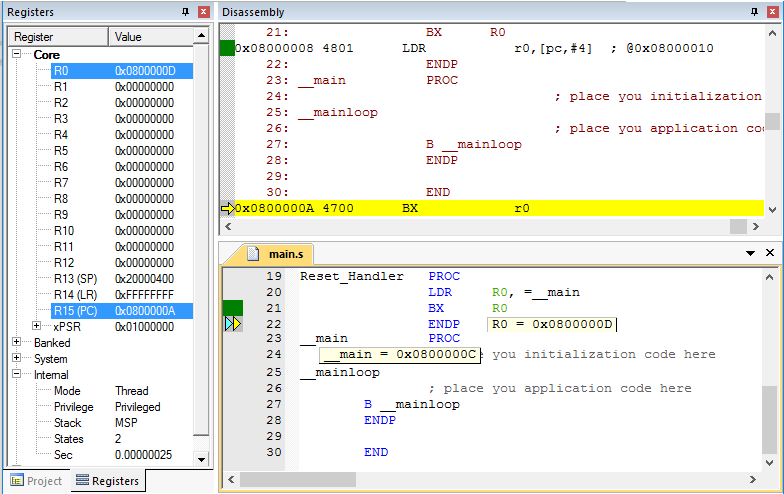 Registers
Register Value
Core
R0 0x0800000D
R1 0x00000000
R2 0x00000000
R3 0x00000000
R4 0x00000000
R5 0x00000000
R6 0x00000000
R7 0x00000000
R8 0x00000000
R9 0x00000000
R10 0x00000000
R11 0x00000000
R12 0x00000000
R13 (SP) 0x20000400
R14 (LR) 0xFFFFFFFF
R15 (PC) 0x0800000A
xPSR 0x01000000
Banked
System
Internal
Mode Thread
Privilege Privileged
Stack MSP
States 2
Sec 0.00000025
Project Registers
Disassembly
21: BX R0
0x08000008 4801 LDR r0,[pc,#4] ; @0x08000010
22: ENDP
23: __main PROC
24: ; place you initialization
25: __mainloop
26: ; place you application cod
27: B __mainloop
28: ENDP
29:
30: END
0x0800000A 4700 BX r0
main.s
19 Reset_Handler PROC
20 LDR R0, =__main
21 BX R0
22 ENDP R0 = 0x0800000D
23 __main PROC
24 __main = 0x0800000C e you initialization code here
25 __mainloop
26 ; place you application code here
27 B __mainloop
28 ENDP
29
30 END